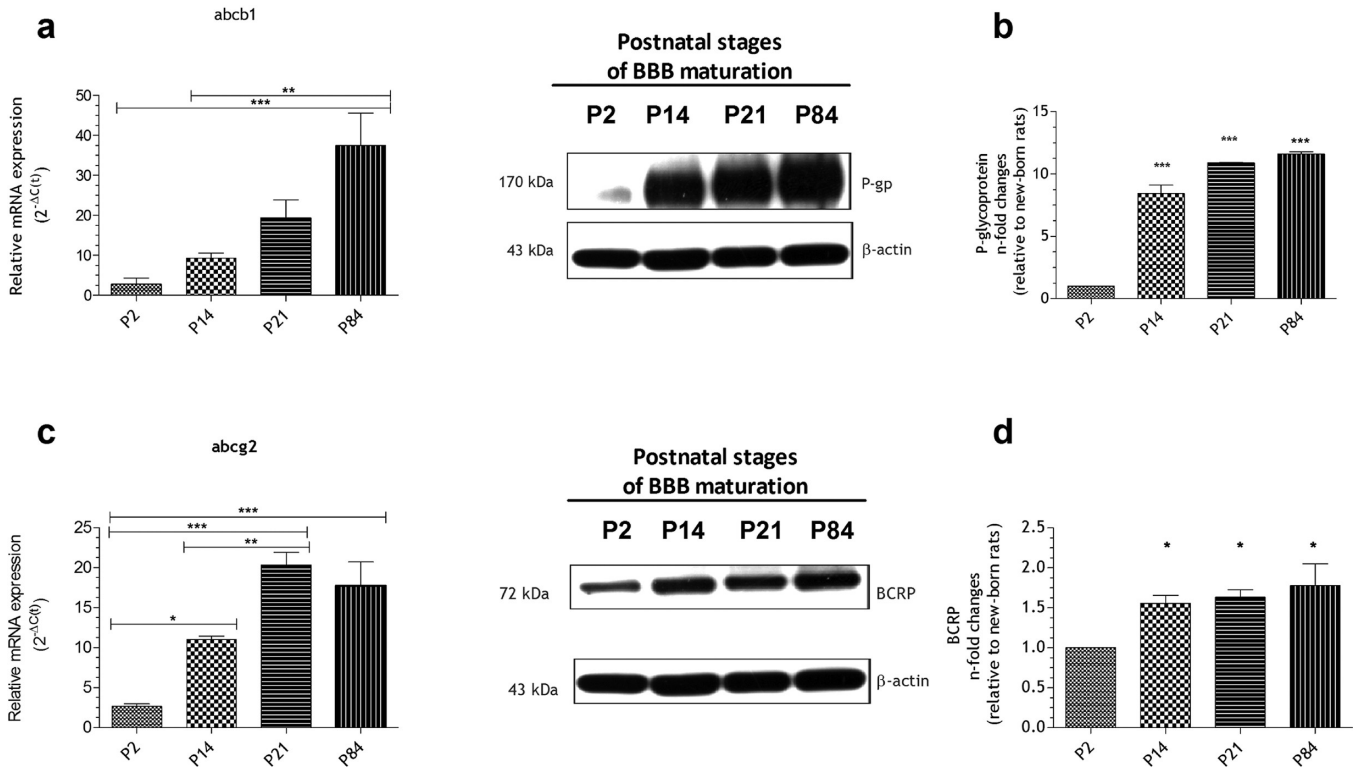 a
abcb1
Relative mRNA expression
(2-ΔC(t))
50
40
30
20
10
0
**
***
P2
P14
P21
P84
Postnatal stages
of BBB maturation
P2 P14 P21 P84
170 kDa
P-gp
43 kDa
β-actin
b
P-glycoprotein
n-fold changes
(relative to new-born rats)
15
10
5
0
***
***
***
P2
P14
P21
P84
c
abcg2
Relative mRNA expression
(2-ΔC(t))
25
20
15
10
5
0
***
***
**
*
P2
P14
P21
P84
Postnatal stages
of BBB maturation
P2 P14 P21 P84
72 kDa
BCRP
43 kDa
β-actin
d
BCRP
n-fold changes
(relative to new-born rats)
2.5
2.0
1.5
1.0
0.5
0.0
*
*
*
P2
P14
P21
P84